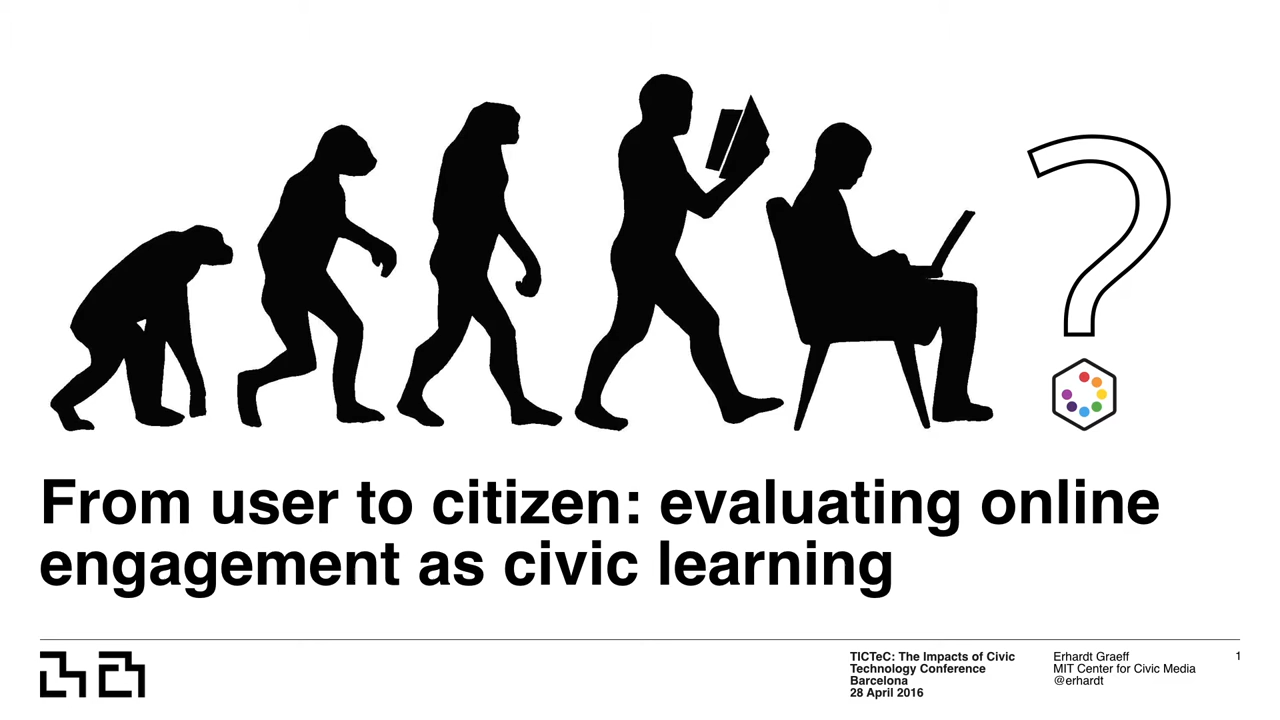 From user to citizen: evaluating online
engagement as civic learning
TICTeC: The Impacts of Civic
Technology Conference
Barcelona
28 April 2016
Erhardt Graeff
MIT Center for Civic Media
@erhardt
1